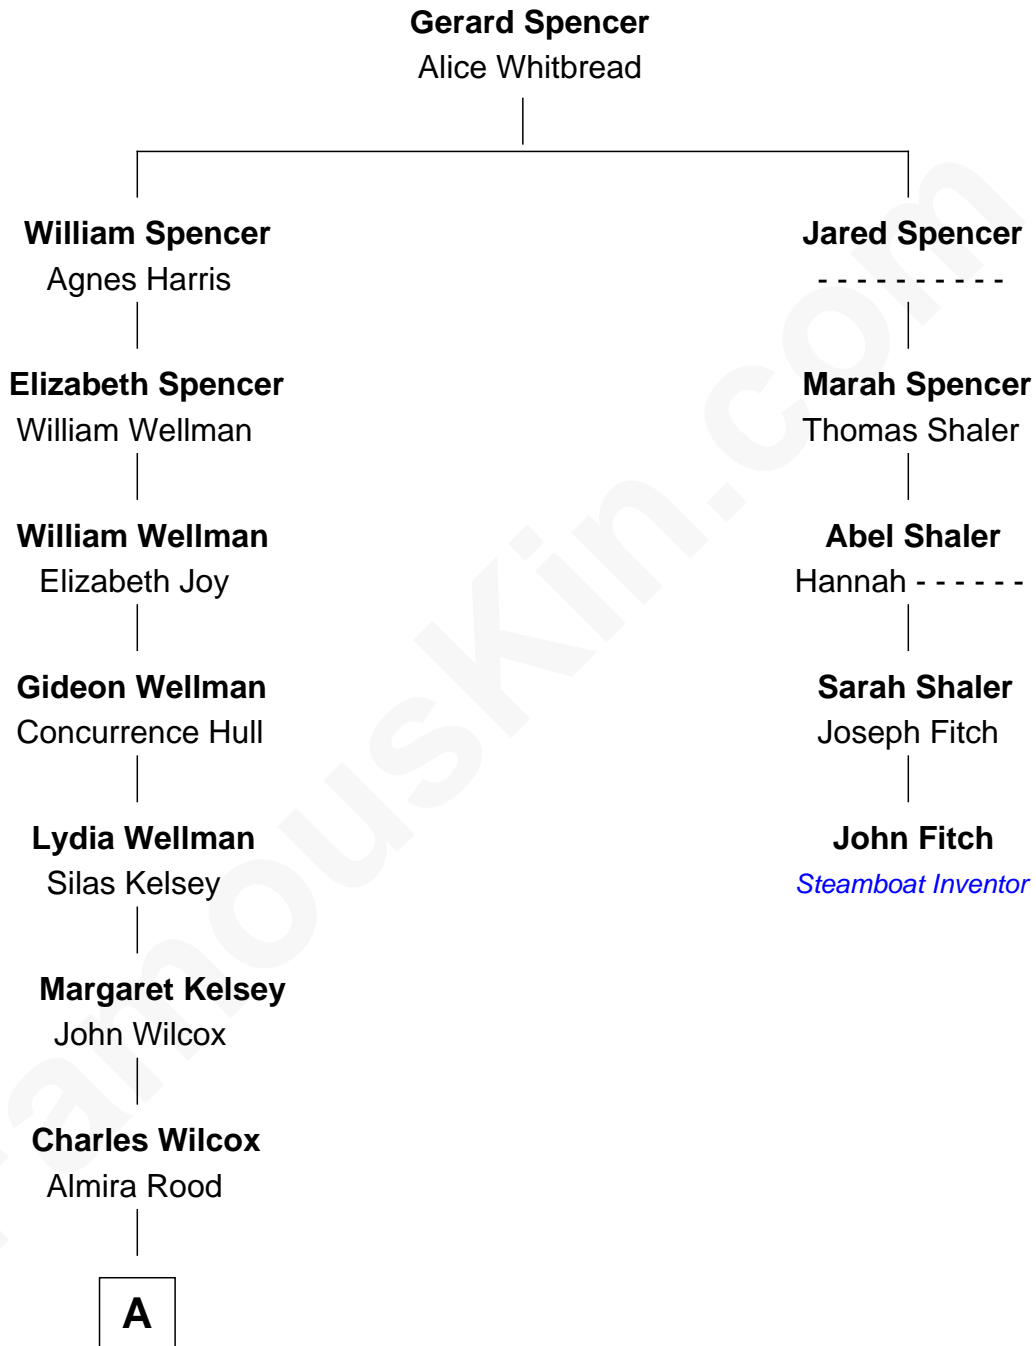 Gerard Spencer
Alice Whitbread
William Spencer
Agnes Harris
Jared Spencer
- - - - - - - - - -
Elizabeth Spencer
William Wellman
Marah Spencer
Thomas Shaler
William Wellman
Elizabeth Joy
Abel Shaler
Hannah - - - - - -
Gideon Wellman
Concurrence Hull
Sarah Shaler
Joseph Fitch
Lydia Wellman
Silas Kelsey
John Fitch
Steamboat Inventor
Margaret Kelsey
John Wilcox
Charles Wilcox
Almira Rood
A
FamousKin.com